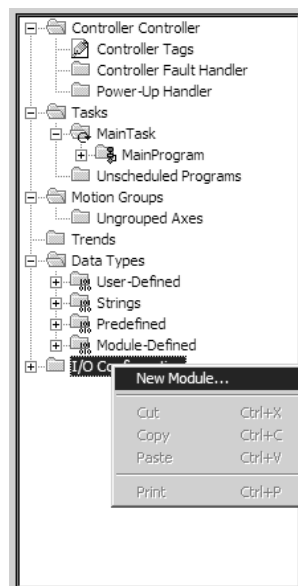 Controller Controller
Controller Tags
Controller Fault Handler
Power-Up Handler
Tasks
MainTask
MainProgram
Unscheduled Programs
Motion Groups
Ungrouped Axes
Trends
Data Types
User-Defined
Strings
Predefined
Module-Defined
I/O
New Module...
Cut Ctrl+X
Copy Ctrl+C
Paste Ctrl+V
Print Ctrl+P